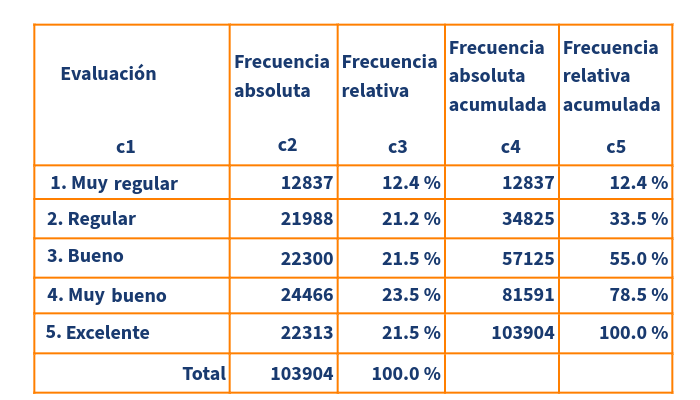 Evaluación
Frecuencia
absoluta
Frecuencia
relativa
Frecuencia
absoluta
acumulada
Frecuencia
relativa
acumulada
c1 c2 c3 c4 c5
1. Muy regular 12837 12.4 % 12837 12.4 %
2. Regular 21988 21.2 % 34825 33.5 %
3. Bueno 22300 21.5 % 57125 55.0 %
4. Muy bueno 24466 23.5 % 81591 78.5 %
5. Excelente 22313 21.5 % 103904 100.0 %
Total 103904 100.0 %